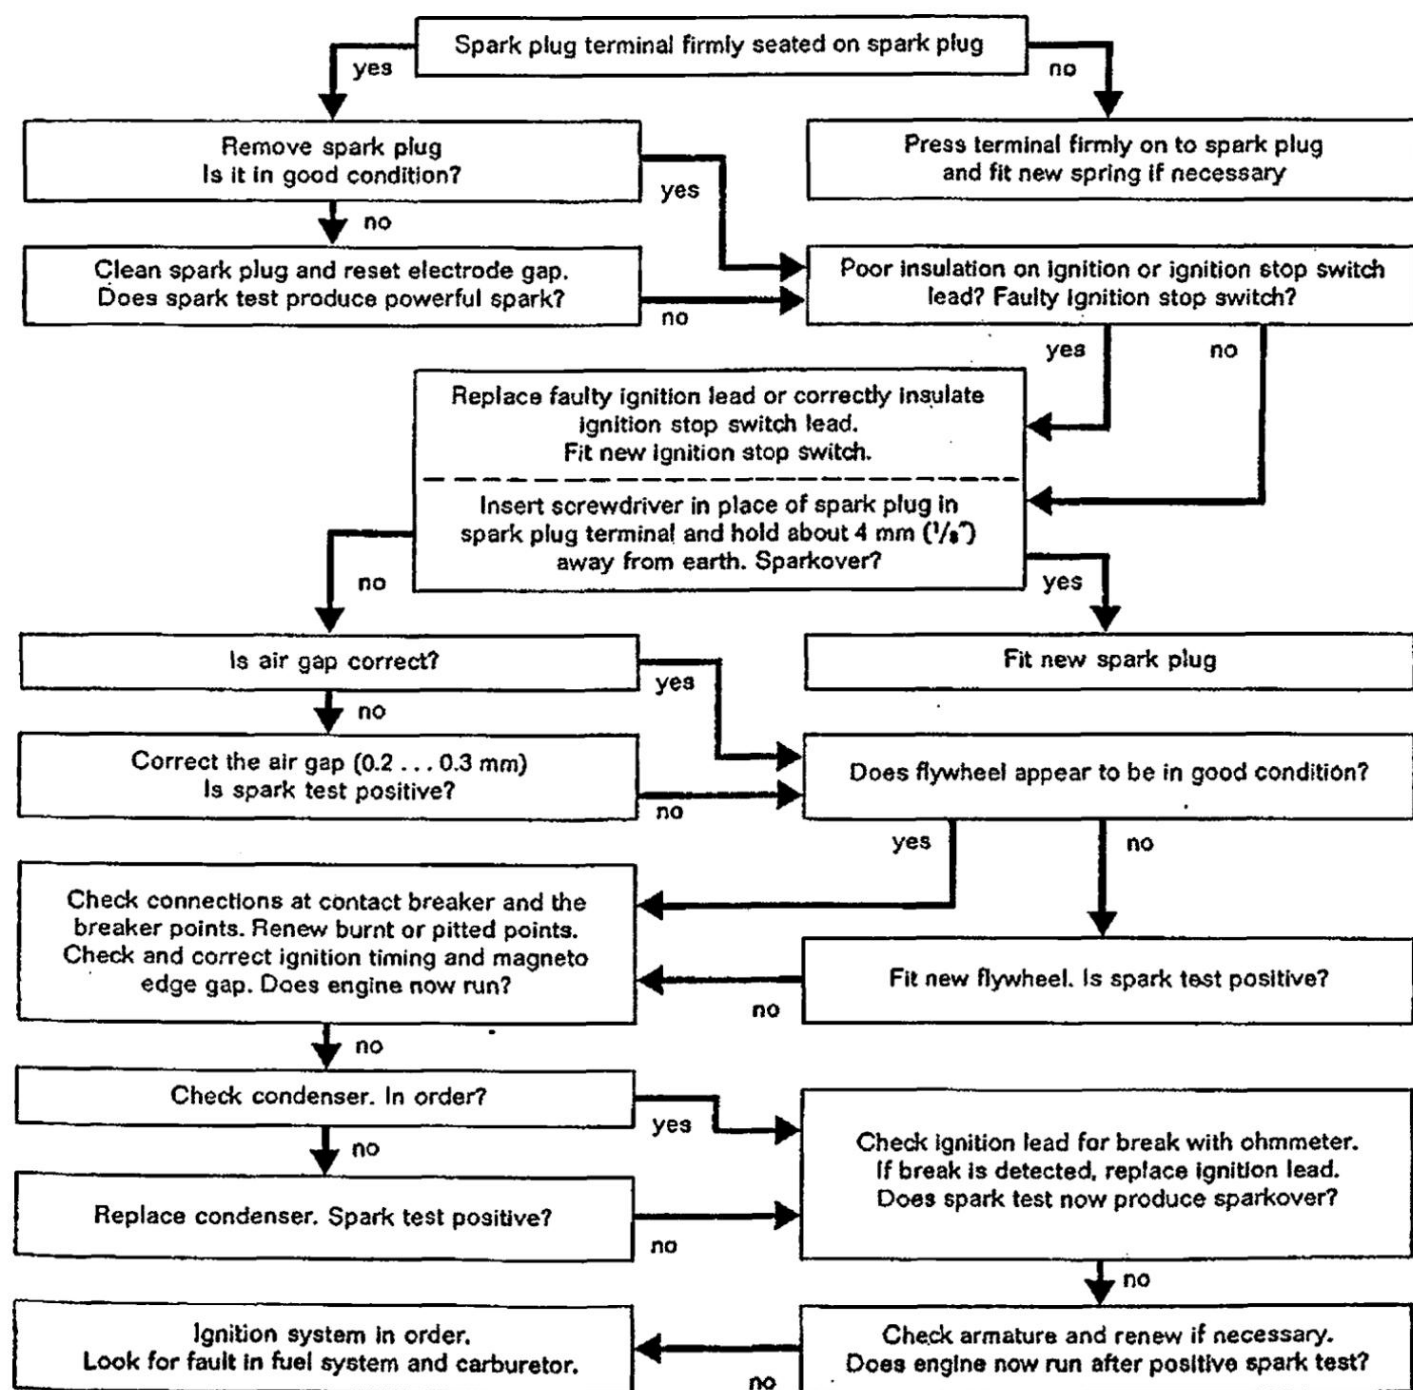 Spark plug terminal firmly seated on spark plug
yes
no
Remove spark plug
Is it in good condition?
yes
no
Press terminal firmly on to spark plug
and fit new spring if necessary
Clean spark plug and reset electrode gap.
Does spark test produce powerful spark?
no
Poor insulation on ignition or ignition stop switch
lead? Faulty ignition stop switch?
yes
no
Replace faulty ignition lead or correctly insulate
ignition stop switch lead.
Fit new ignition stop switch.
Insert screwdriver in place of spark plug in
spark plug terminal and hold about 4 mm (1/8")
away from earth. Sparkover?
no
yes
Is air gap correct?
yes
no
Fit new spark plug
Correct the air gap (0.2 ... 0.3 mm)
Is spark test positive?
no
Does flywheel appear to be in good condition?
yes
no
Check connections at contact breaker and the
breaker points. Renew burnt or pitted points.
Check and correct ignition timing and magneto
edge gap. Does engine now run?
no
Fit new flywheel. Is spark test positive?
no
Check condenser. In order?
yes
no
Replace condenser. Spark test positive?
no
Check ignition lead for break with ohmmeter.
If break is detected, replace ignition lead.
Does spark test now produce sparkover?
no
Ignition system in order.
Look for fault in fuel system and carburetor.
Check armature and renew if necessary.
Does engine now run after positive spark test?
no